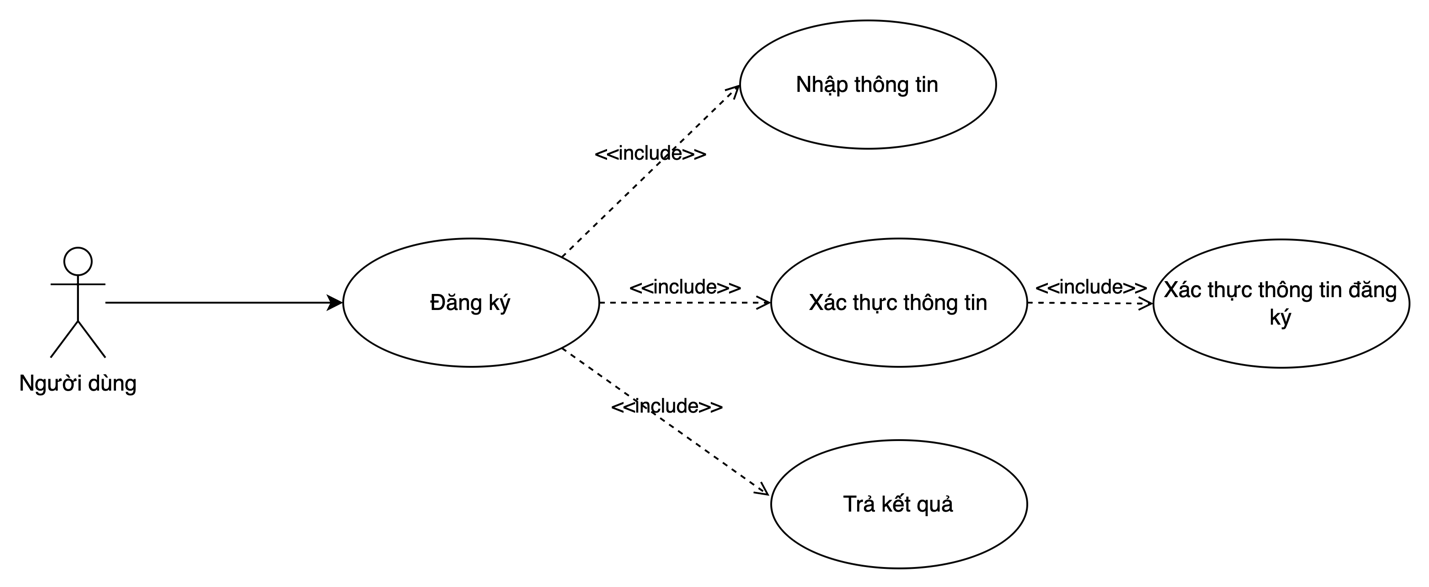 Nhập thông tin
<<include>>
Người dùng
Đăng ký
<<include>>
Xác thực thông tin
<<include>>
Xác thực thông tin đăng
ký
<<include>>
Trả kết quả